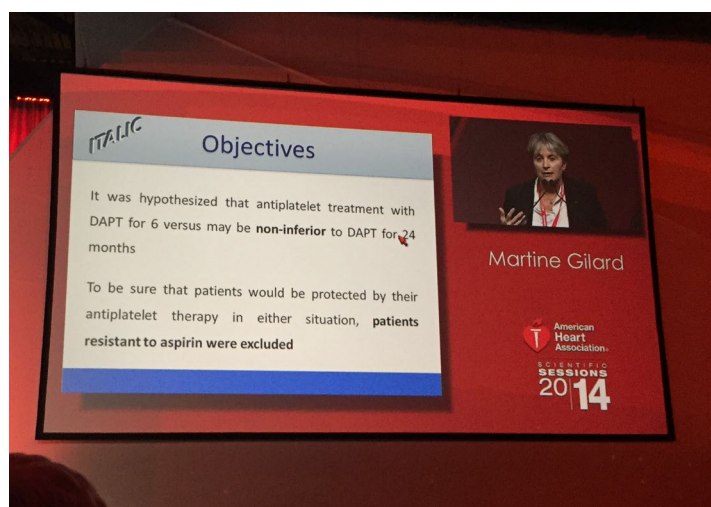 ITALIC
Objectives
It was hypothesized that antiplatelet treatment with
DAPT for 6 versus may be non-inferior to DAPT for 24
months
To be sure that patients would be protected by their
antiplatelet therapy in either situation, patients
resistant to aspirin were excluded
Martine Gilard
American
Heart
Association®
SCIENTIFIC
SESSIONS
20 14